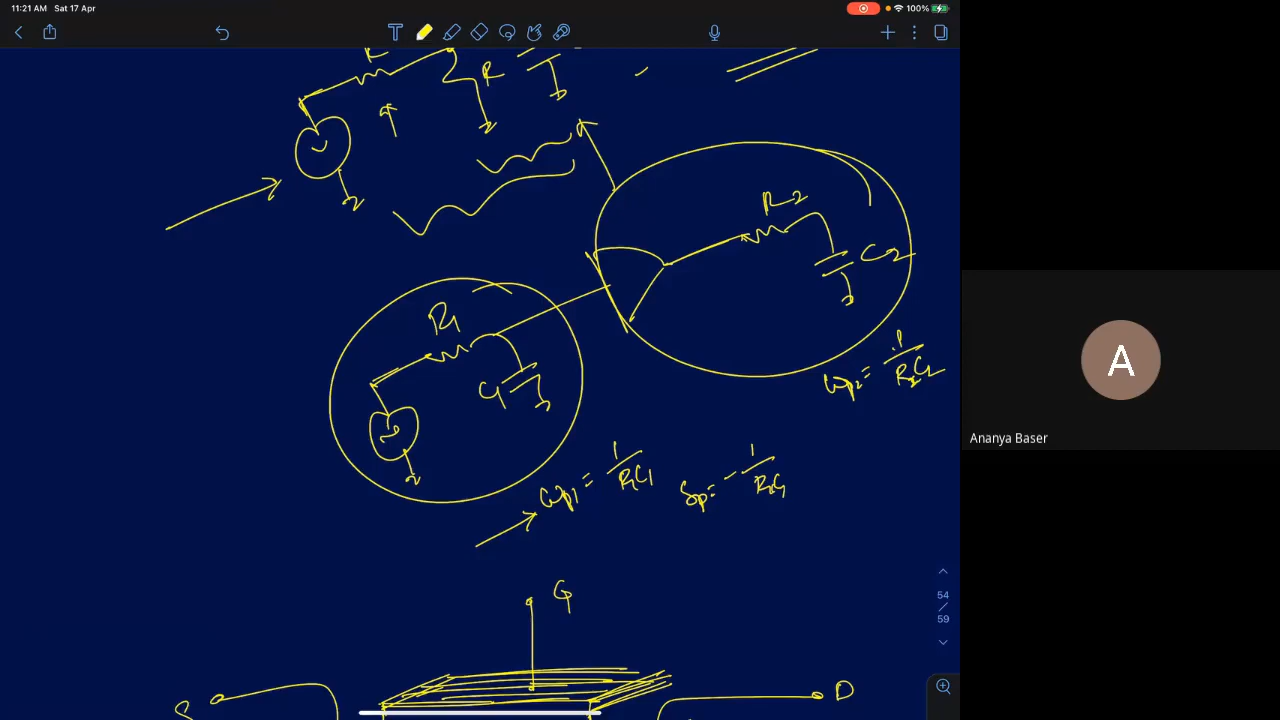 11:21 AM Sat 17 Apr
100%
T
R
R
R2
C2
R1
C1
ωp2 = 1/R2C2
ωp1 = 1/R1C1
Sp = -1/R1C1
G
S
D
54
/
59
A
Ananya Baser